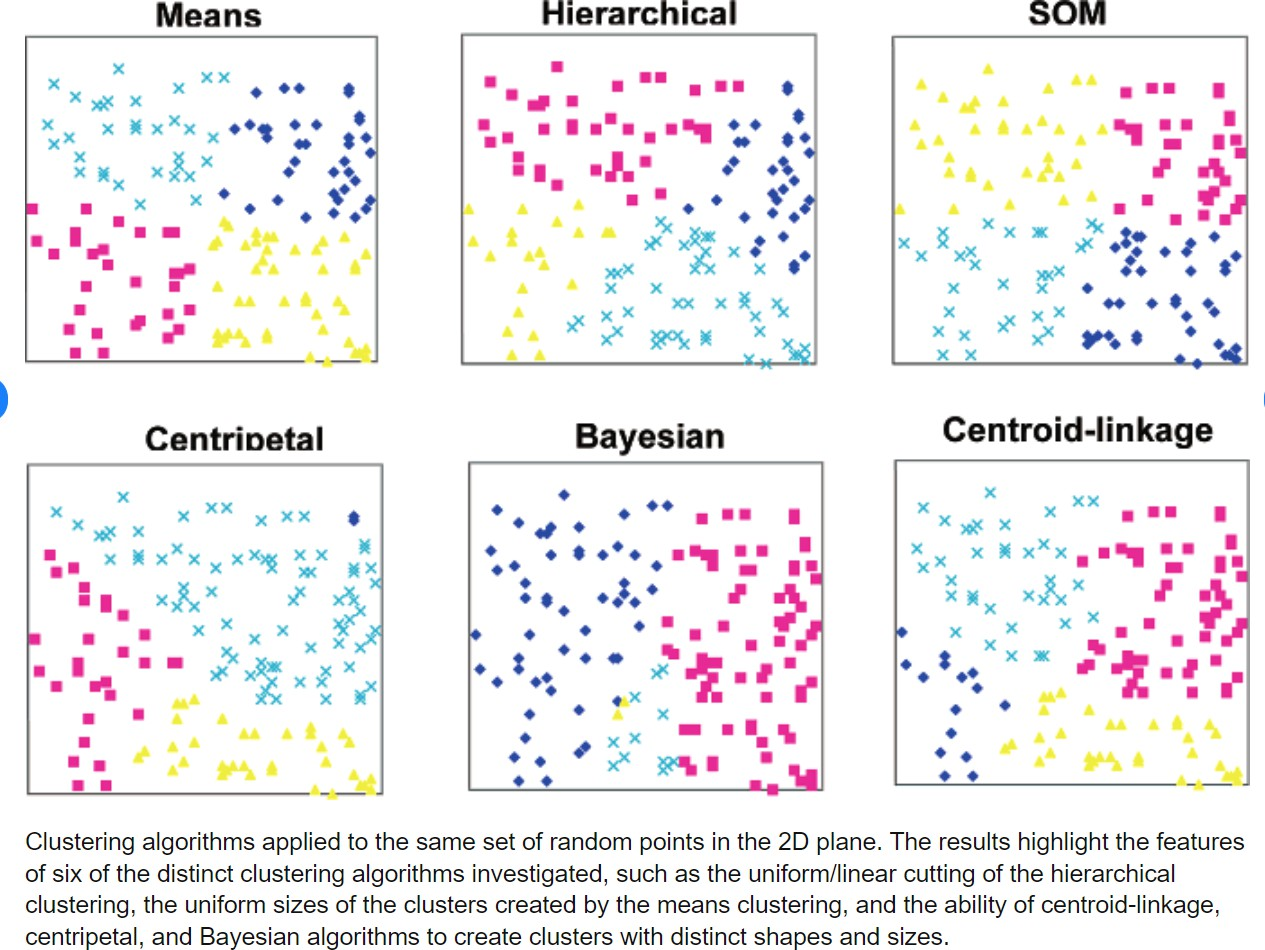 Means
Hierarchical
SOM
Centripetal
Bayesian
Centroid-linkage
Clustering algorithms applied to the same set of random points in the 2D plane. The results highlight the features
of six of the distinct clustering algorithms investigated, such as the uniform/linear cutting of the hierarchical
clustering, the uniform sizes of the clusters created by the means clustering, and the ability of centroid-linkage,
centripetal, and Bayesian algorithms to create clusters with distinct shapes and sizes.